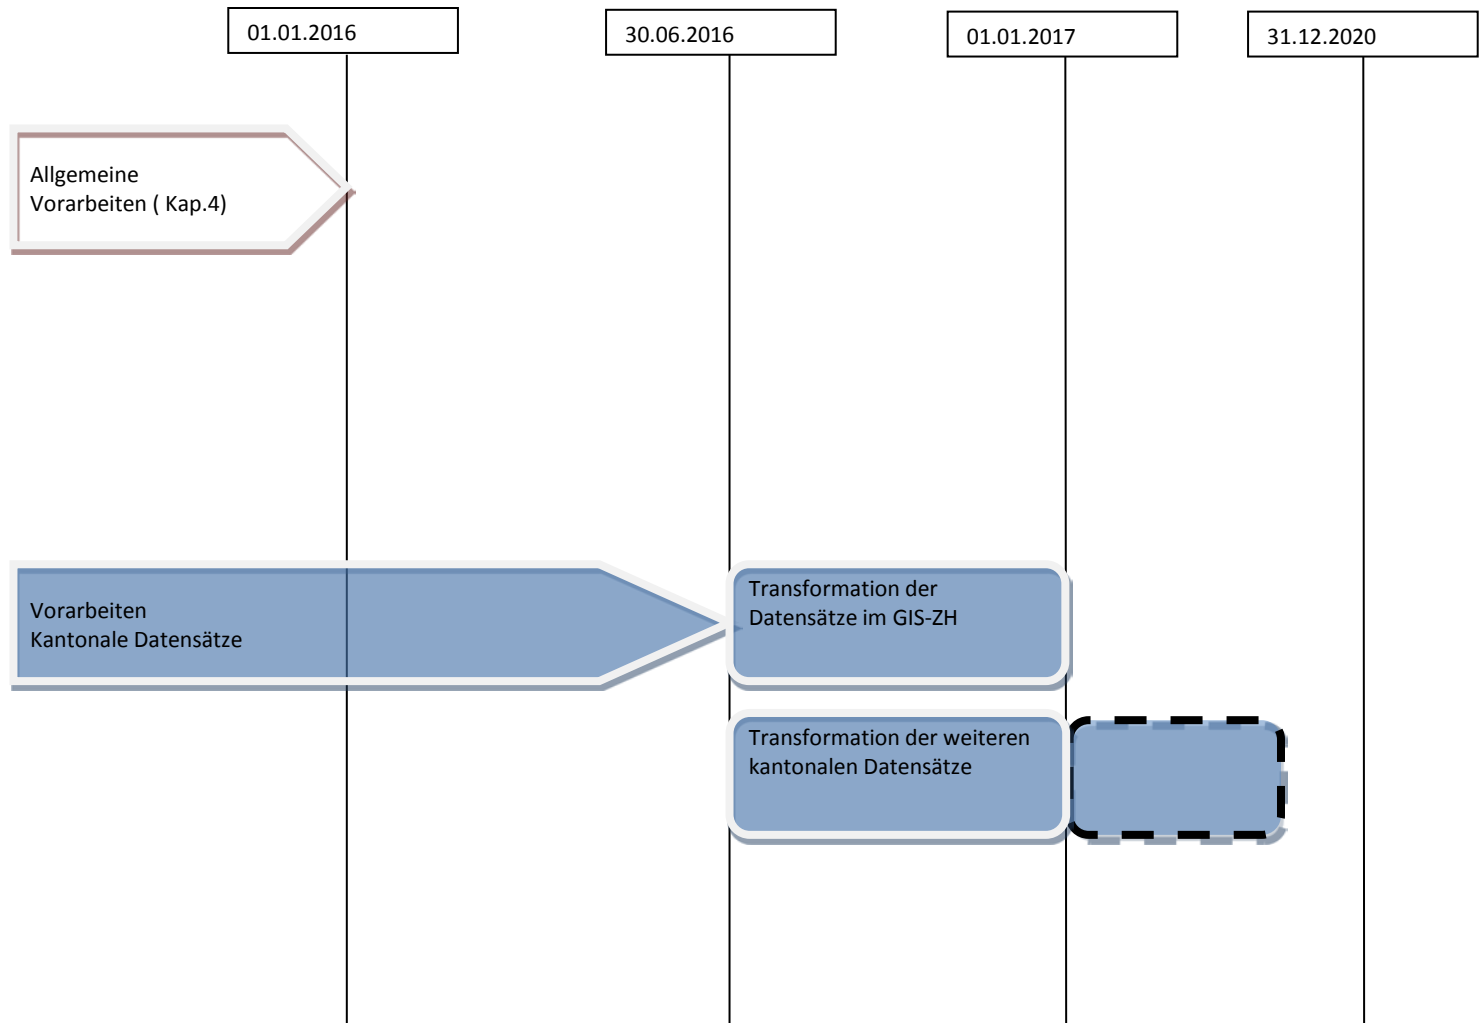 01.01.2016
30.06.2016
01.01.2017
31.12.2020
Allgemeine
Vorarbeiten ( Kap.4)
Vorarbeiten
Kantonale Datensätze
Transformation der
Datensätze im GIS-ZH
Transformation der weiteren
kantonalen Datensätze